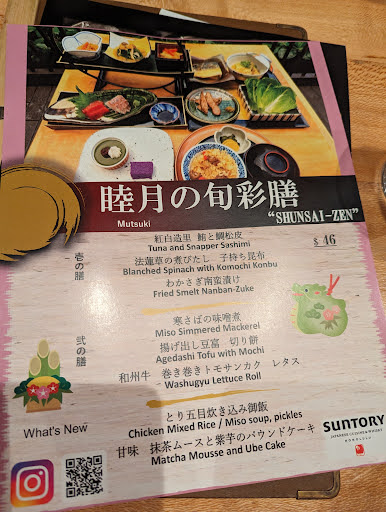 睦月の旬彩膳
Mutsuki
"SHUNSAI-ZEN"
$ 46
壱の膳
紅白造里 鮪と鯛松皮
Tuna and Snapper Sashimi
法蓮草の煮びたし 子持ち昆布
Blanched Spinach with Komochi Konbu
わかさぎ南蛮漬け
Fried Smelt Nanban-Zuke
弐の膳
寒さばの味噌煮
Miso Simmered Mackerel
揚げ出し豆富 切り餅
Agedashi Tofu with Mochi
和州牛 巻き巻きトモサンカク レタス
Washugyu Lettuce Roll
とり五目炊き込み御飯
Chicken Mixed Rice / Miso soup, pickles
甘味 抹茶ムースと紫芋のパウンドケーキ
Matcha Mousse and Ube Cake
What's New
SUNTORY
JAPANESE CUISINE & WHISKY
HONOLULU